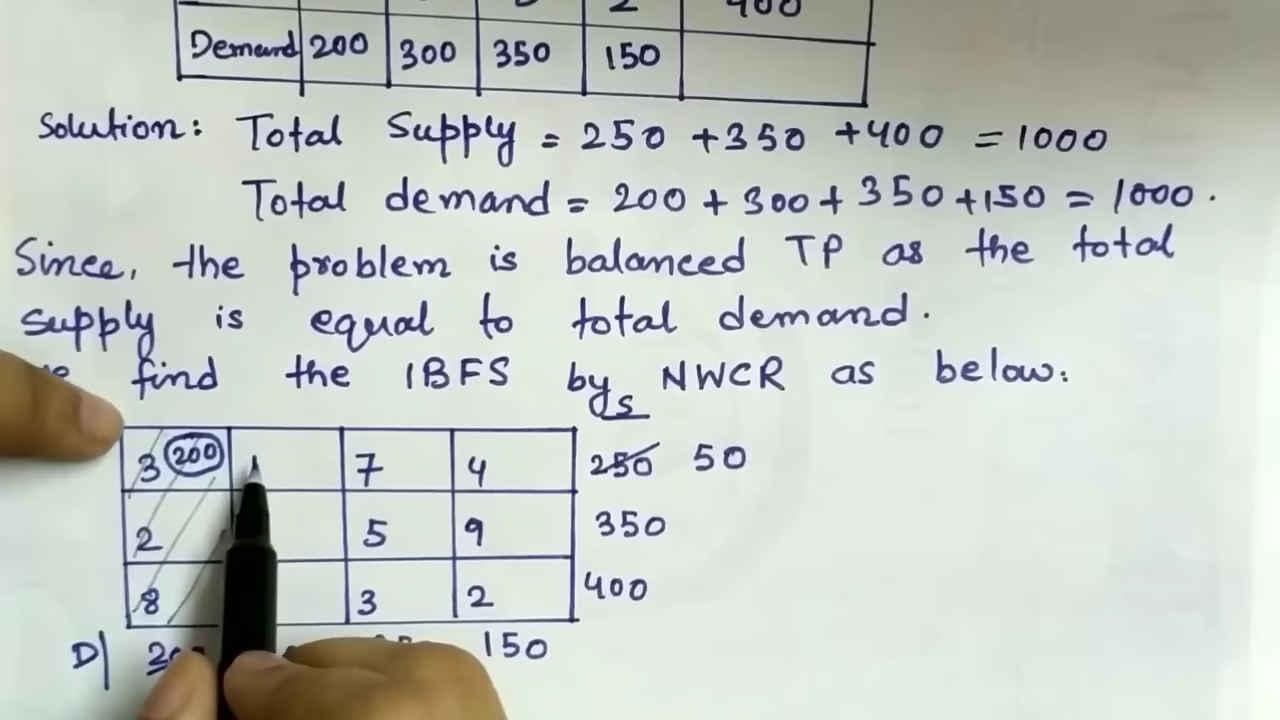 400
Demand 200 300 350 150
Solution: Total Supply = 250 +350 +400 = 1000
Total demand = 200 + 300 + 350 + 150 = 1000.
Since, the problem is balanced TP as the total
supply is equal to total demand.
find the IBFS by NWCR as below:
S
3 200 7 4 250 50
2 5 9 350
8 3 2 400
D 150